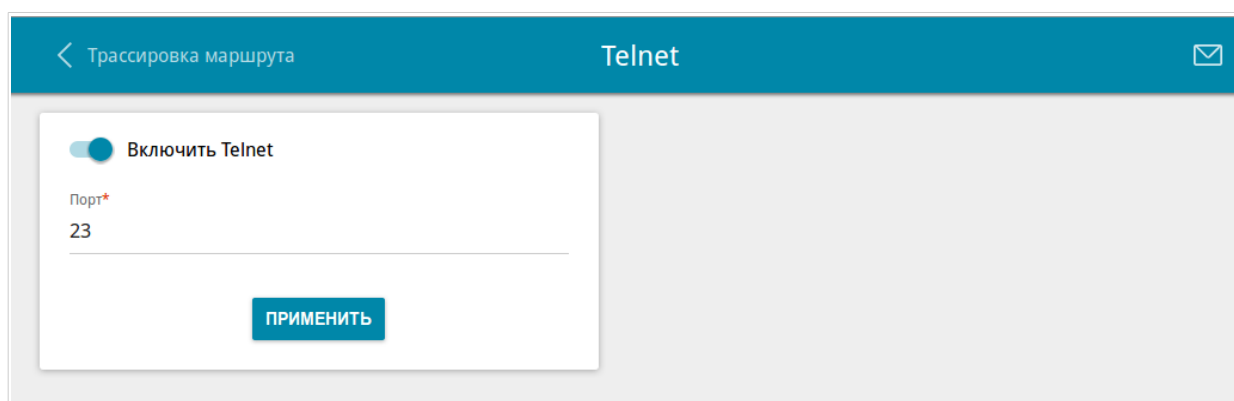 Трассировка маршрута
Telnet
Включить Telnet
Порт*
23
ПРИМЕНИТЬ